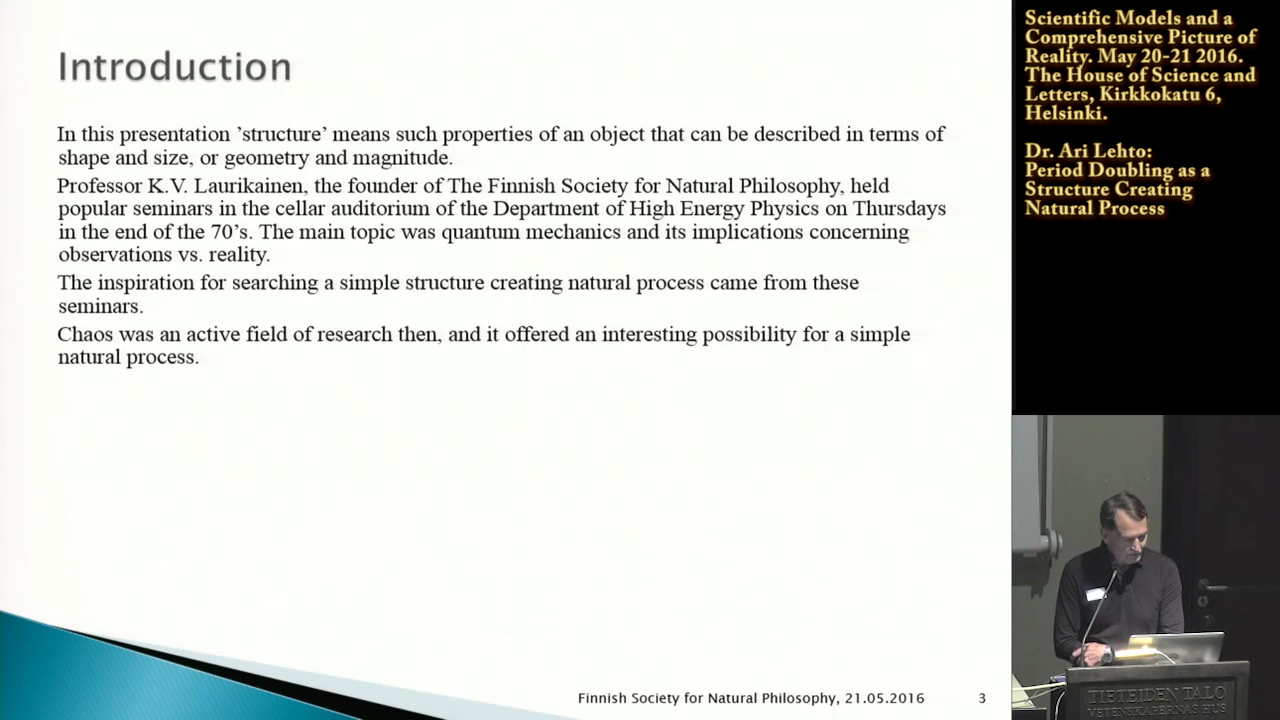 Introduction
In this presentation ’structure’ means such properties of an object that can be described in terms of
shape and size, or geometry and magnitude.
Professor K.V. Laurikainen, the founder of The Finnish Society for Natural Philosophy, held
popular seminars in the cellar auditorium of the Department of High Energy Physics on Thursdays
in the end of the 70’s. The main topic was quantum mechanics and its implications concerning
observations vs. reality.
The inspiration for searching a simple structure creating natural process came from these
seminars.
Chaos was an active field of research then, and it offered an interesting possibility for a simple
natural process.
Finnish Society for Natural Philosophy, 21.05.2016 3
Scientific Models and a
Comprehensive Picture of
Reality. May 20-21 2016.
The House of Science and
Letters, Kirkkokatu 6,
Helsinki.
Dr. Ari Lehto:
Period Doubling as a
Structure Creating
Natural Process
TIETEIDEN TALO
VETENSKAPERNAS HUS